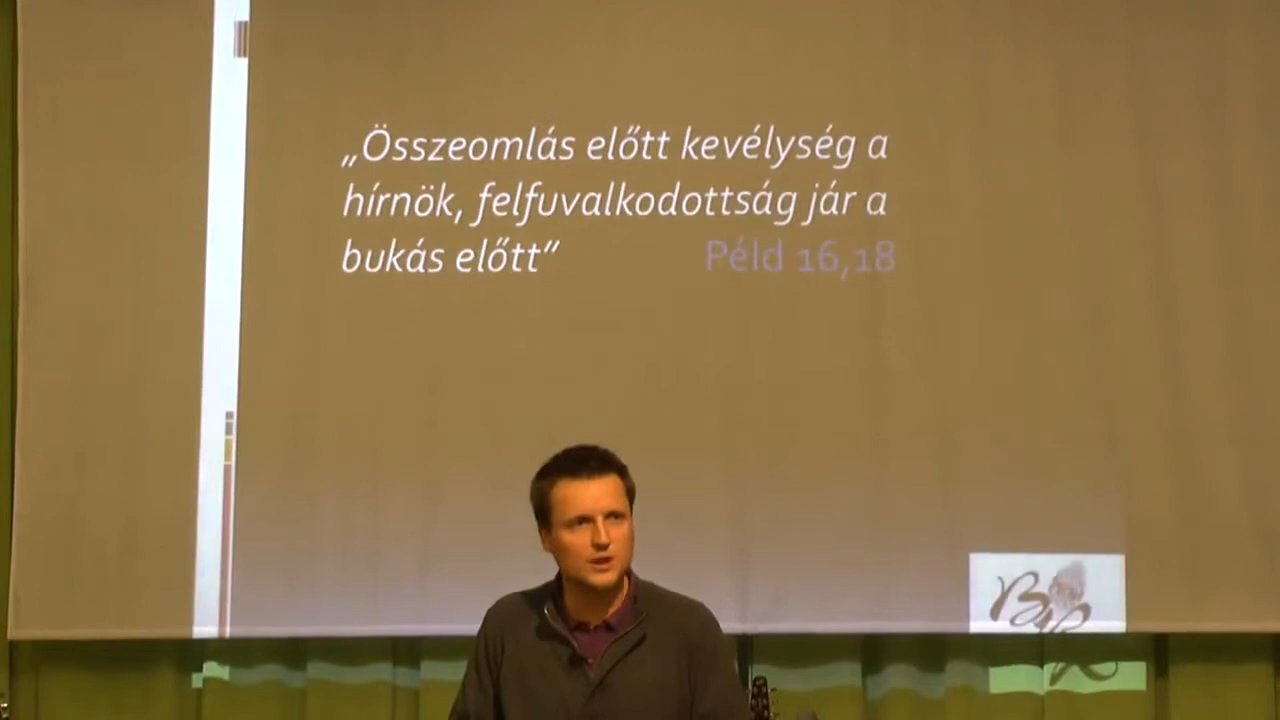 „Összeomlás előtt kevélység a
hírnök, felfuvalkodottság jár a
bukás előtt” Péld 16,18